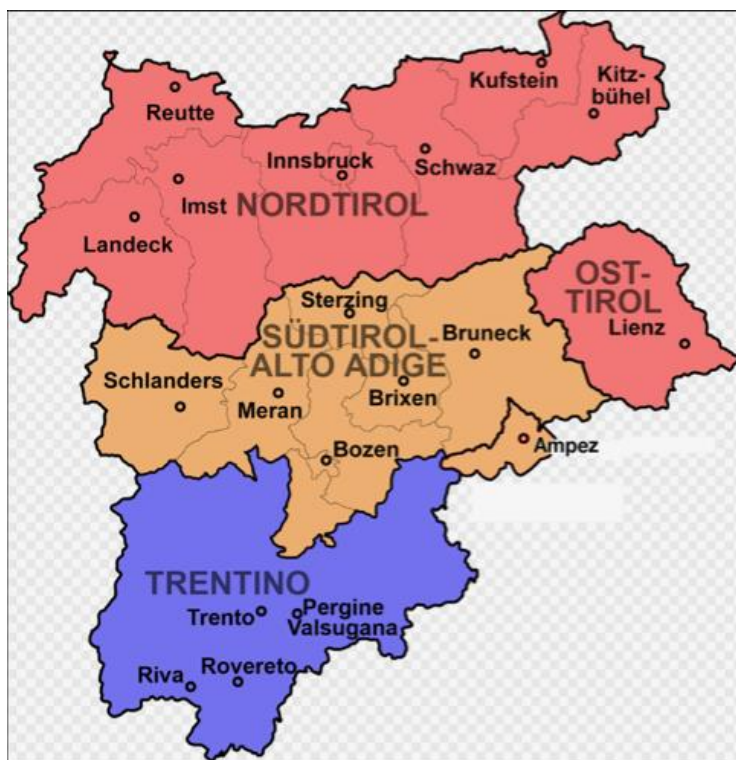 Kufstein
Kitz-
bühel
Reutte
Innsbruck
Schwaz
Imst
NORDTIROL
Landeck
OST-
TIROL
Lienz
Sterzing
SÜDTIROL-
ALTO ADIGE
Bruneck
Schlanders
Meran
Brixen
Ampez
Bozen
TRENTINO
Trento
Pergine
Valsugana
Riva
Rovereto